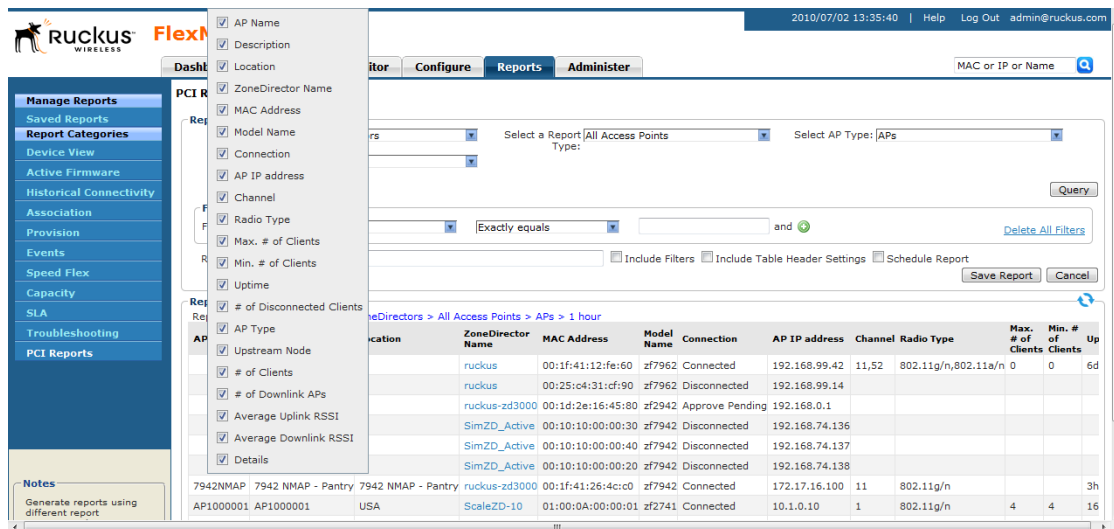 2010/07/02 13:35:40 | Help Log Out admin@ruckus.com
Ruckus WIRELESS
MAC or IP or Name
Configure Reports Administer
Manage Reports
Saved Reports
Report Categories
Device View
Active Firmware
Historical Connectivity
Association
Provision
Events
Speed Flex
Capacity
SLA
Troubleshooting
PCI Reports
Notes
Generate reports using
different report
AP Name
Description
Location
ZoneDirector Name
MAC Address
Model Name
Connection
AP IP address
Channel
Radio Type
Max. # of Clients
Min. # of Clients
Uptime
# of Disconnected Clients
AP Type
Upstream Node
# of Clients
# of Downlink APs
Average Uplink RSSI
Average Downlink RSSI
Details
Select a Report Type: All Access Points Select AP Type: APs
Query
Exactly equals and Delete All Filters
Include Filters Include Table Header Settings Schedule Report
Save Report Cancel
> All Access Points > APs > 1 hour
ZoneDirector Name MAC Address Model Name Connection AP IP address Channel Radio Type Max. # of Clients Min. # of Clients
ruckus 00:1f:41:12:fe:60 zf7962 Connected 192.168.99.42 11,52 802.11g/n,802.11a/n 0 0 6d
ruckus 00:25:c4:31:cf:90 zf7962 Disconnected 192.168.99.14
ruckus-zd3000 00:1d:2e:16:45:80 zf2942 Approve Pending 192.168.0.1
SimZD_Active 00:10:10:00:00:30 zf7942 Disconnected 192.168.74.136
SimZD_Active 00:10:10:00:00:40 zf7942 Disconnected 192.168.74.137
SimZD_Active 00:10:10:00:00:20 zf7942 Disconnected 192.168.74.138
7942NMAP 7942 NMAP - Pantry 7942 NMAP - Pantry ruckus-zd3000 00:1f:41:26:4c:c0 zf7942 Connected 172.17.16.100 11 802.11g/n 3h
AP1000001 AP1000001 USA ScaleZD-10 01:00:0A:00:00:01 zf2741 Connected 10.1.0.10 1 802.11g/n 4 4 16